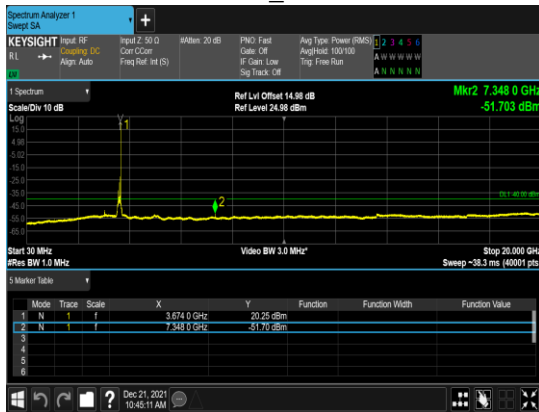 Spectrum Analyzer 1
Swept SA
+
KEYSIGHT
RL
Input: RF
Coupling: DC
Align: Auto
Input Z: 50 Ω
Corr CCorr
Freq Ref: Int (S)
#Atten: 20 dB
PNO: Fast
Gate: Off
IF Gain: Low
Sig Track: Off
Avg Type: Power (RMS)
Avg|Hold: 100/100
Trig: Free Run
1 2 3 4 5 6
A W W W W W
A N N N N N
1 Spectrum
Scale/Div 10 dB
Ref Lvl Offset 14.98 dB
Ref Level 24.98 dBm
Mkr2 7.348 0 GHz
-51.703 dBm
Log
15.0
4.98
-5.02
-15.0
-25.0
-35.0
-45.0
-55.0
-65.0
1
2
DL1 -40.00 dBm
Start 30 MHz
#Res BW 1.0 MHz
Video BW 3.0 MHz*
Stop 20.000 GHz
Sweep ~38.3 ms (40001 pts)
5 Marker Table
Mode Trace Scale X Y Function Function Width Function Value
1 N 1 f 3.674 0 GHz 20.25 dBm
2 N 1 f 7.348 0 GHz -51.70 dBm
3
4
5
6
?
Dec 21, 2021
10:45:11 AM